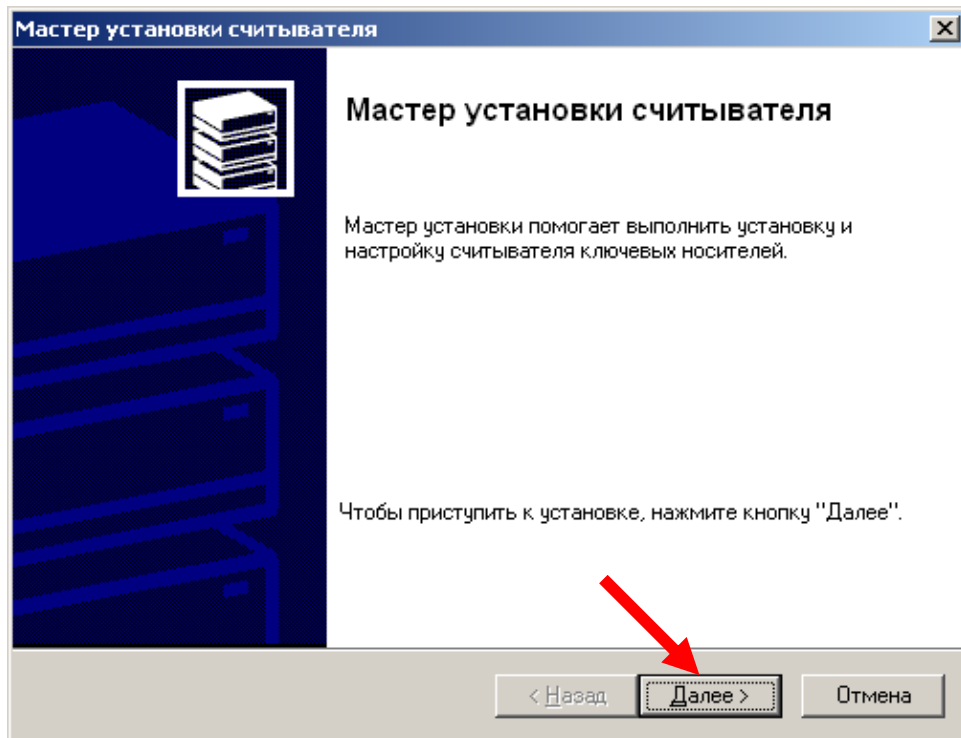 Мастер установки считывателя
Мастер установки считывателя
Мастер установки помогает выполнить установку и
настройку считывателя ключевых носителей.
Чтобы приступить к установке, нажмите кнопку "Далее".
< Назад
Далее >
Отмена